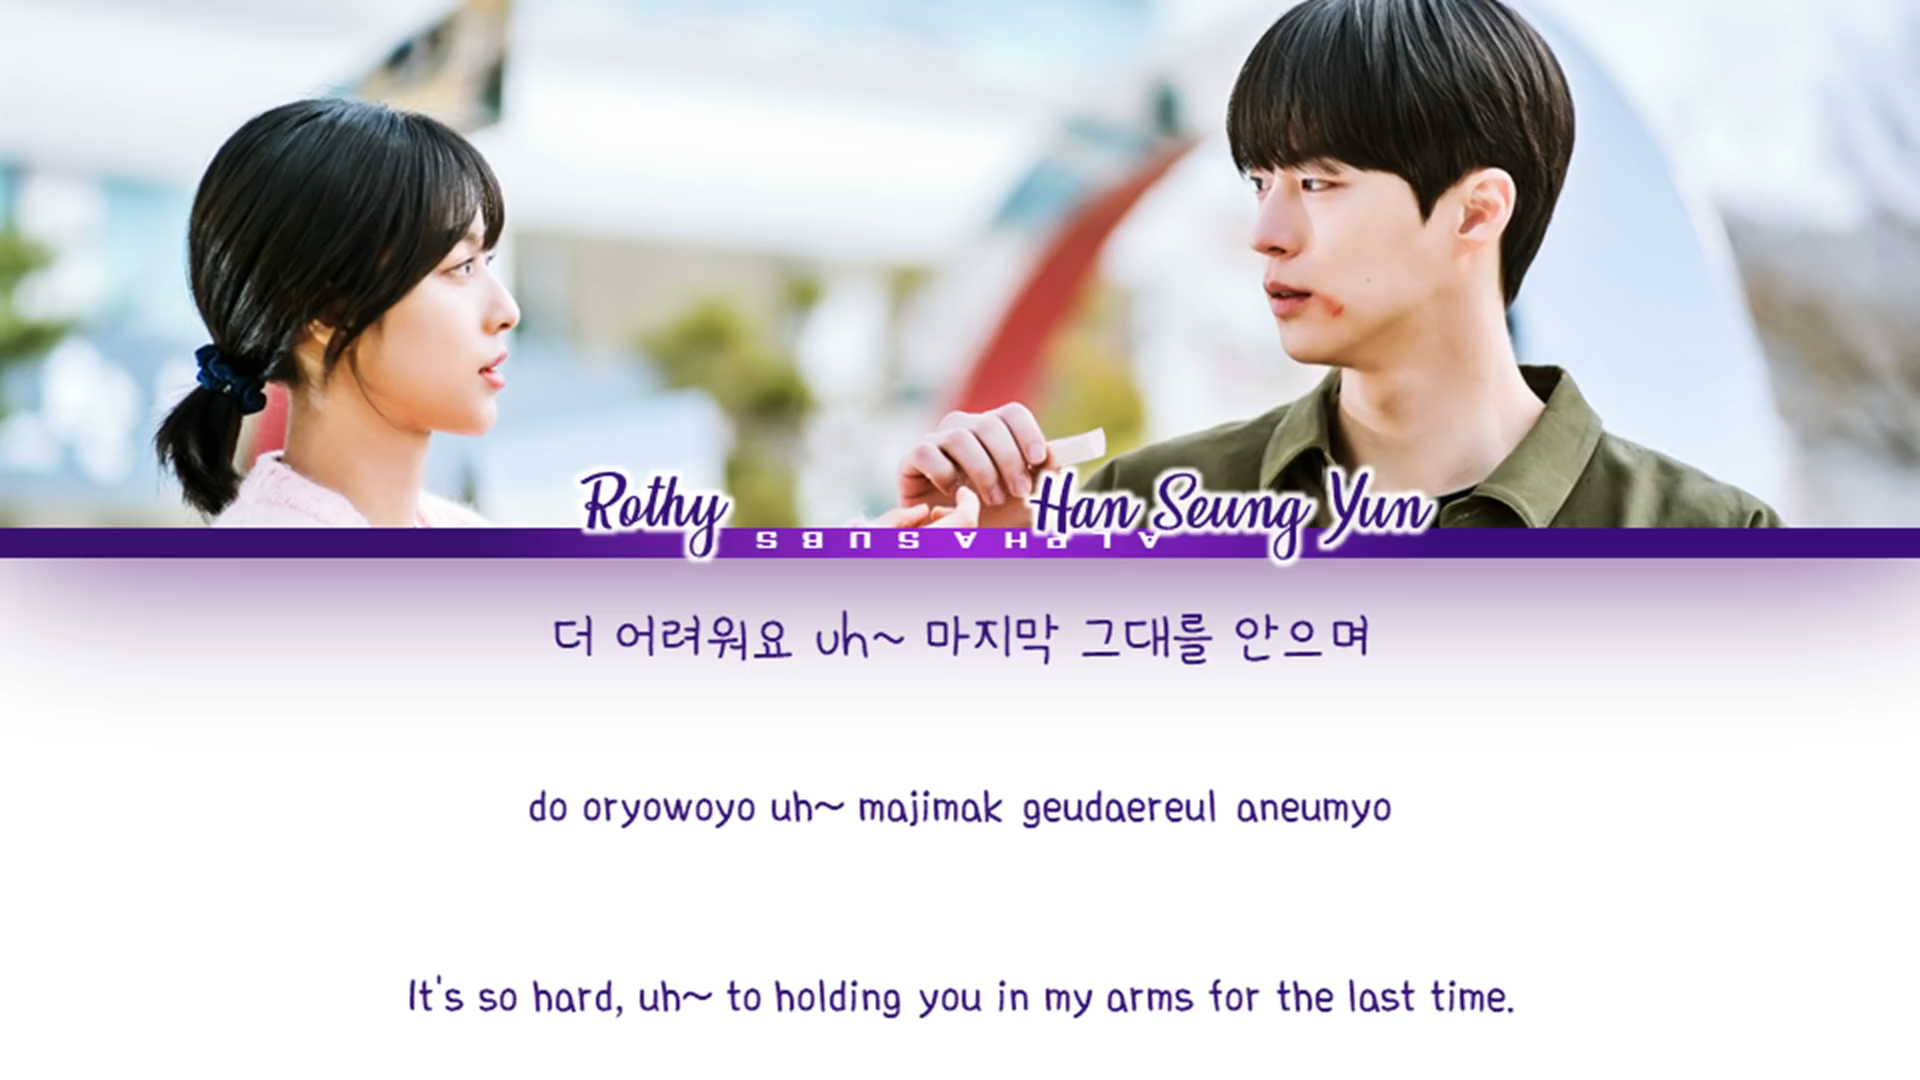 Rothy Han Seung Yun
ALPHASUBS
더 어려워요 uh~ 마지막 그대를 안으며
do oryowoyo uh~ majimak geudaereul aneumyo
It's so hard, uh~ to holding you in my arms for the last time.